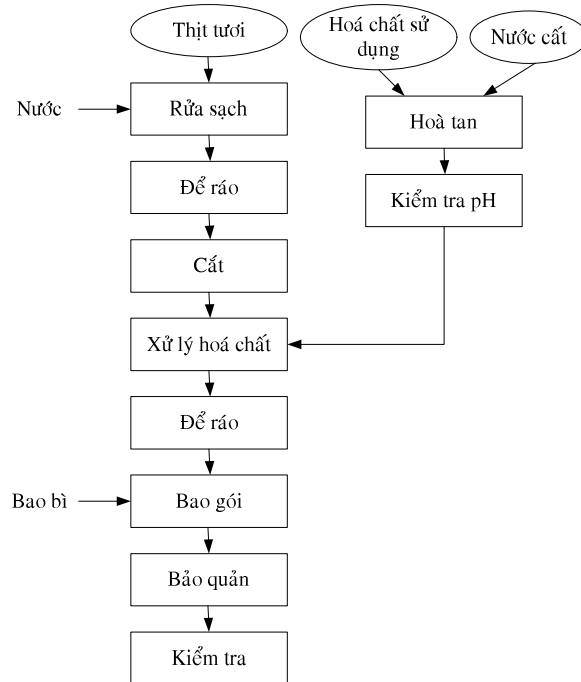 Thịt tươi
Hoá chất sử
dụng
Nước cất
Nước
Rửa sạch
Hoà tan
Để ráo
Kiểm tra pH
Cắt
Xử lý hoá chất
Để ráo
Bao bì
Bao gói
Bảo quản
Kiểm tra